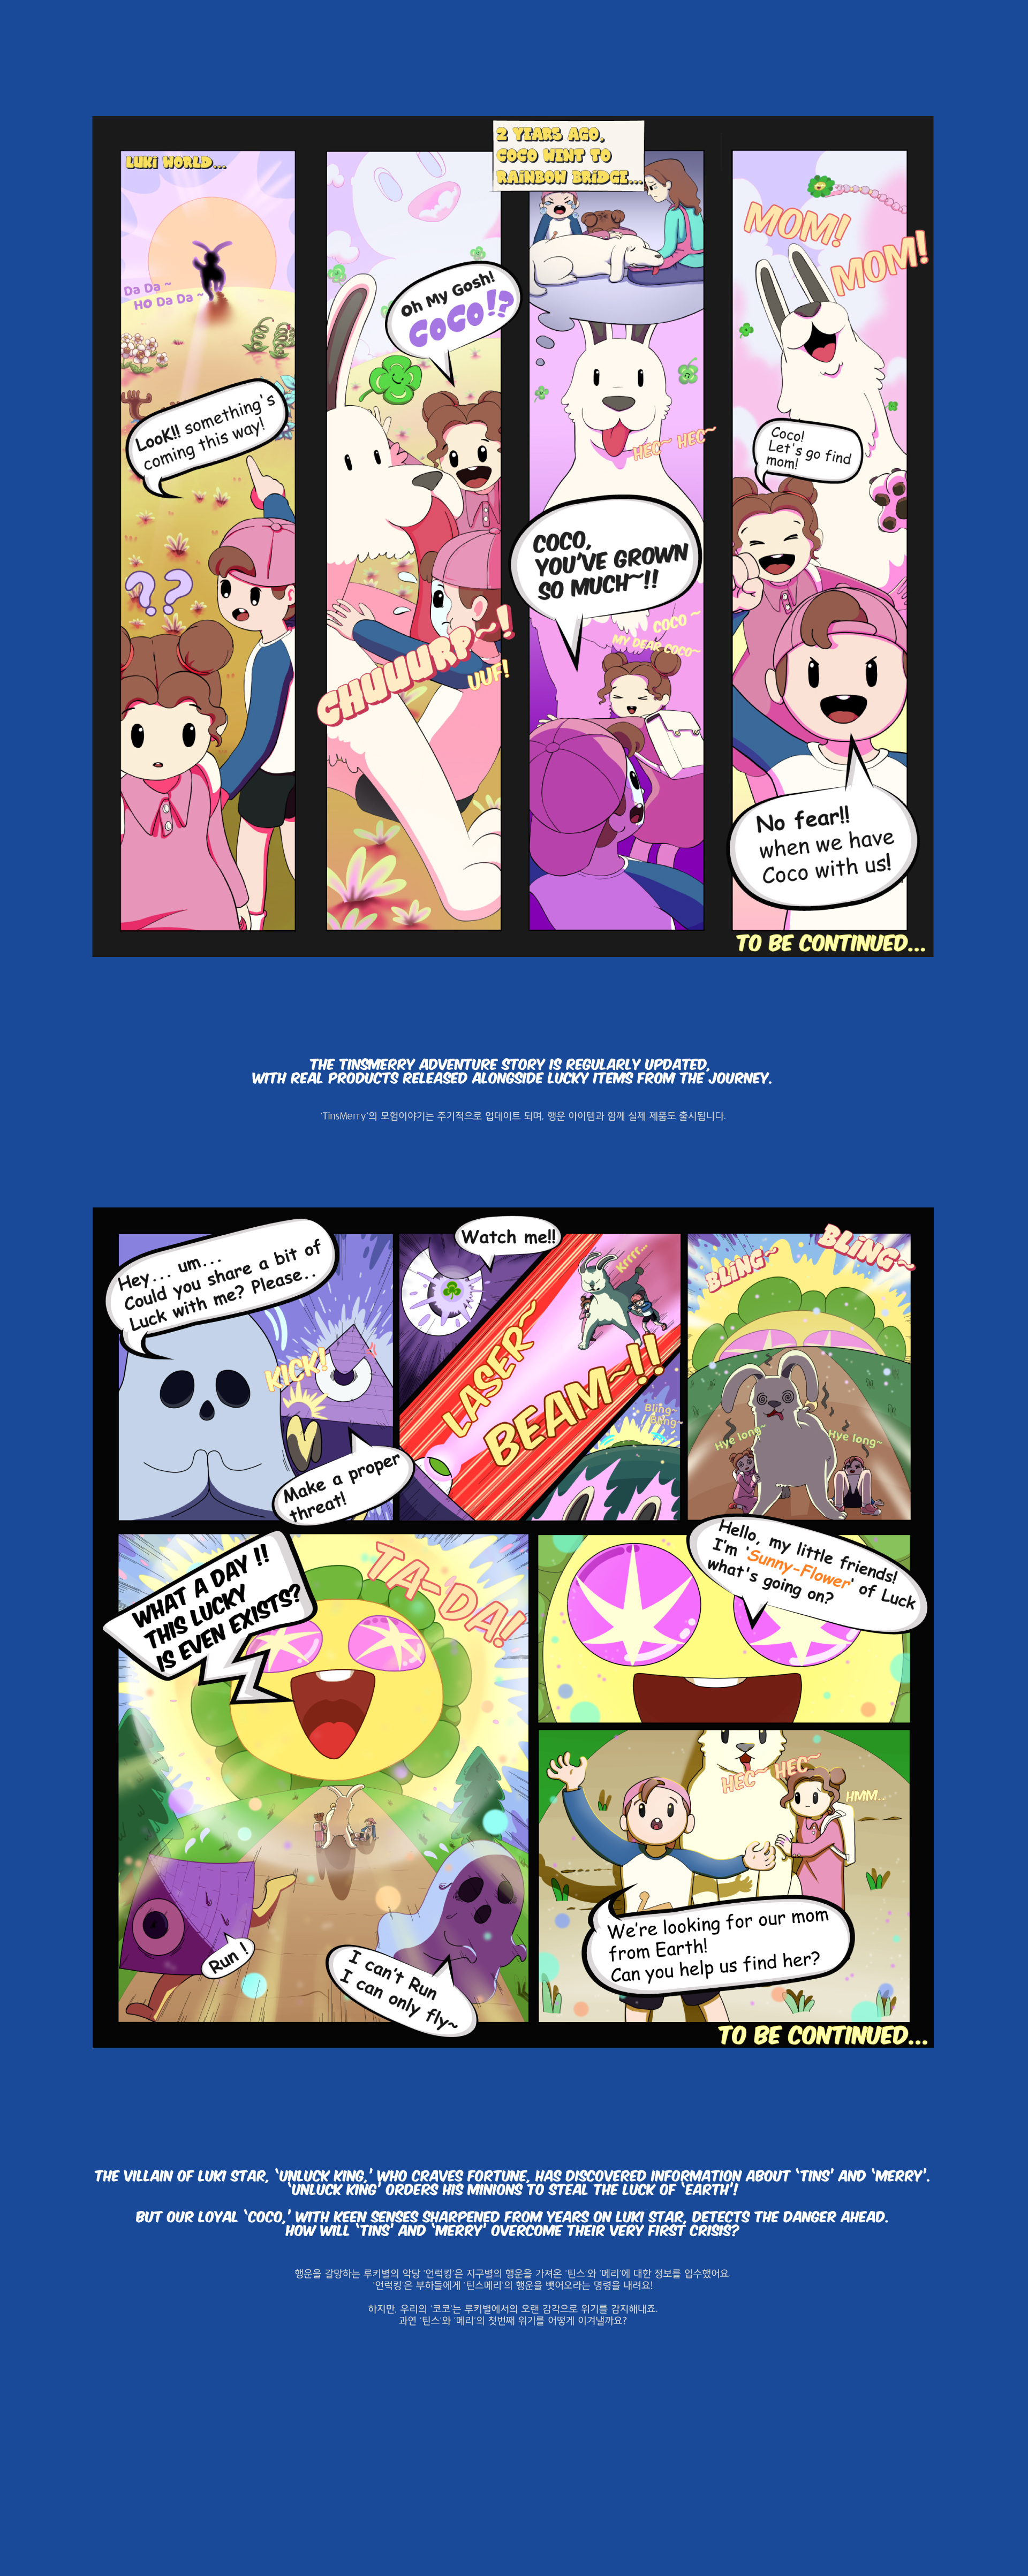 LUKI WORLD...
Da Da ~
HO Da Da ~
LooK!! something's
coming this way!
??
Oh My Gosh!
COCO!?
CHUUURP~!
UUF!
2 YEARS AGO,
COCO WINT TO
RAINBOW BRIDGE...
HEC~ HEC~
COCO,
YOU'VE GROWN
SO MUCH~!!
COCO ~
MY DEAR COCO~
MOM!
MOM!
Coco!
Let's go find
mom!
No fear!!
when we have
Coco with us!
TO BE CONTINUED...
THE TINSMERRY ADVENTURE STORY IS REGULARLY UPDATED,
WITH REAL PRODUCTS RELEASED ALONGSIDE LUCKY ITEMS FROM THE JOURNEY.
'TinsMerry'의 모험이야기는 주기적으로 업데이트 되며, 행운 아이템과 함께 실제 제품도 출시됩니다.
Hey... um...
Could you share a bit of
Luck with me? Please..
KICK!
Make a proper
threat!
Watch me!!
Krrr...
LASER~
BEAM~!!
Bling~
Bling~
BLING~
BLING~
Hye long~
Hye long~
WHAT A DAY !!
THIS LUCKY
IS EVEN EXISTS?
TA-DA!
Run !
I can't Run
I can only fly~
Hello, my little friends!
I'm 'Sunny-Flower' of Luck
what's going on?
HEC~ HEC~
HMM..
We're looking for our mom
from Earth!
Can you help us find her?
TO BE CONTINUED...
THE VILLAIN OF LUKI STAR, 'UNLUCK KING,' WHO CRAVES FORTUNE, HAS DISCOVERED INFORMATION ABOUT 'TINS' AND 'MERRY'.
'UNLUCK KING' ORDERS HIS MINIONS TO STEAL THE LUCK OF 'EARTH'!
BUT OUR LOYAL 'COCO,' WITH KEEN SENSES SHARPENED FROM YEARS ON LUKI STAR, DETECTS THE DANGER AHEAD.
HOW WILL 'TINS' AND 'MERRY' OVERCOME THEIR VERY FIRST CRISIS?
행운을 갈망하는 루키별의 악당 '언럭킹'은 지구별의 행운을 가져온 '틴스'와 '메리'에 대한 정보를 입수했어요.
'언럭킹'은 부하들에게 '틴스메리'의 행운을 뺏어오라는 명령을 내려요!
하지만, 우리의 '코코'는 루키별에서의 오랜 감각으로 위기를 감지해내죠.
과연 '틴스'와 '메리'의 첫번째 위기를 어떻게 이겨낼까요?